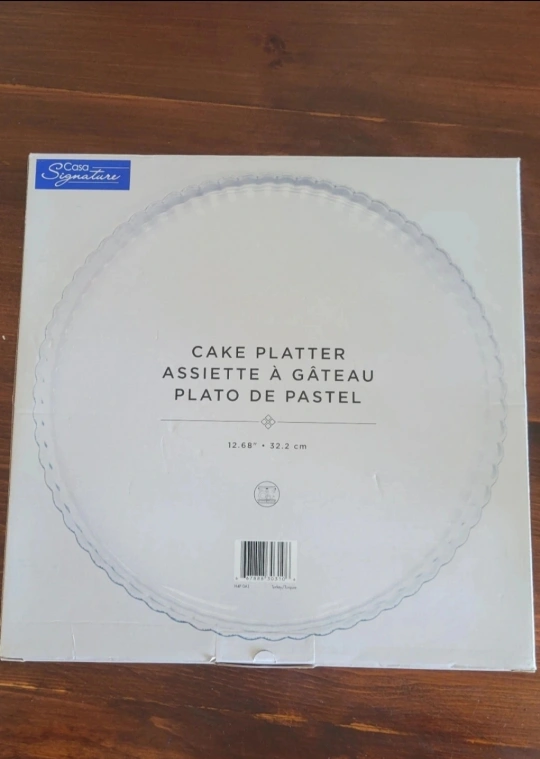 Casa
Signature
CAKE PLATTER
ASSIETTE À GÂTEAU
PLATO DE PASTEL
12.68" • 32.2 cm